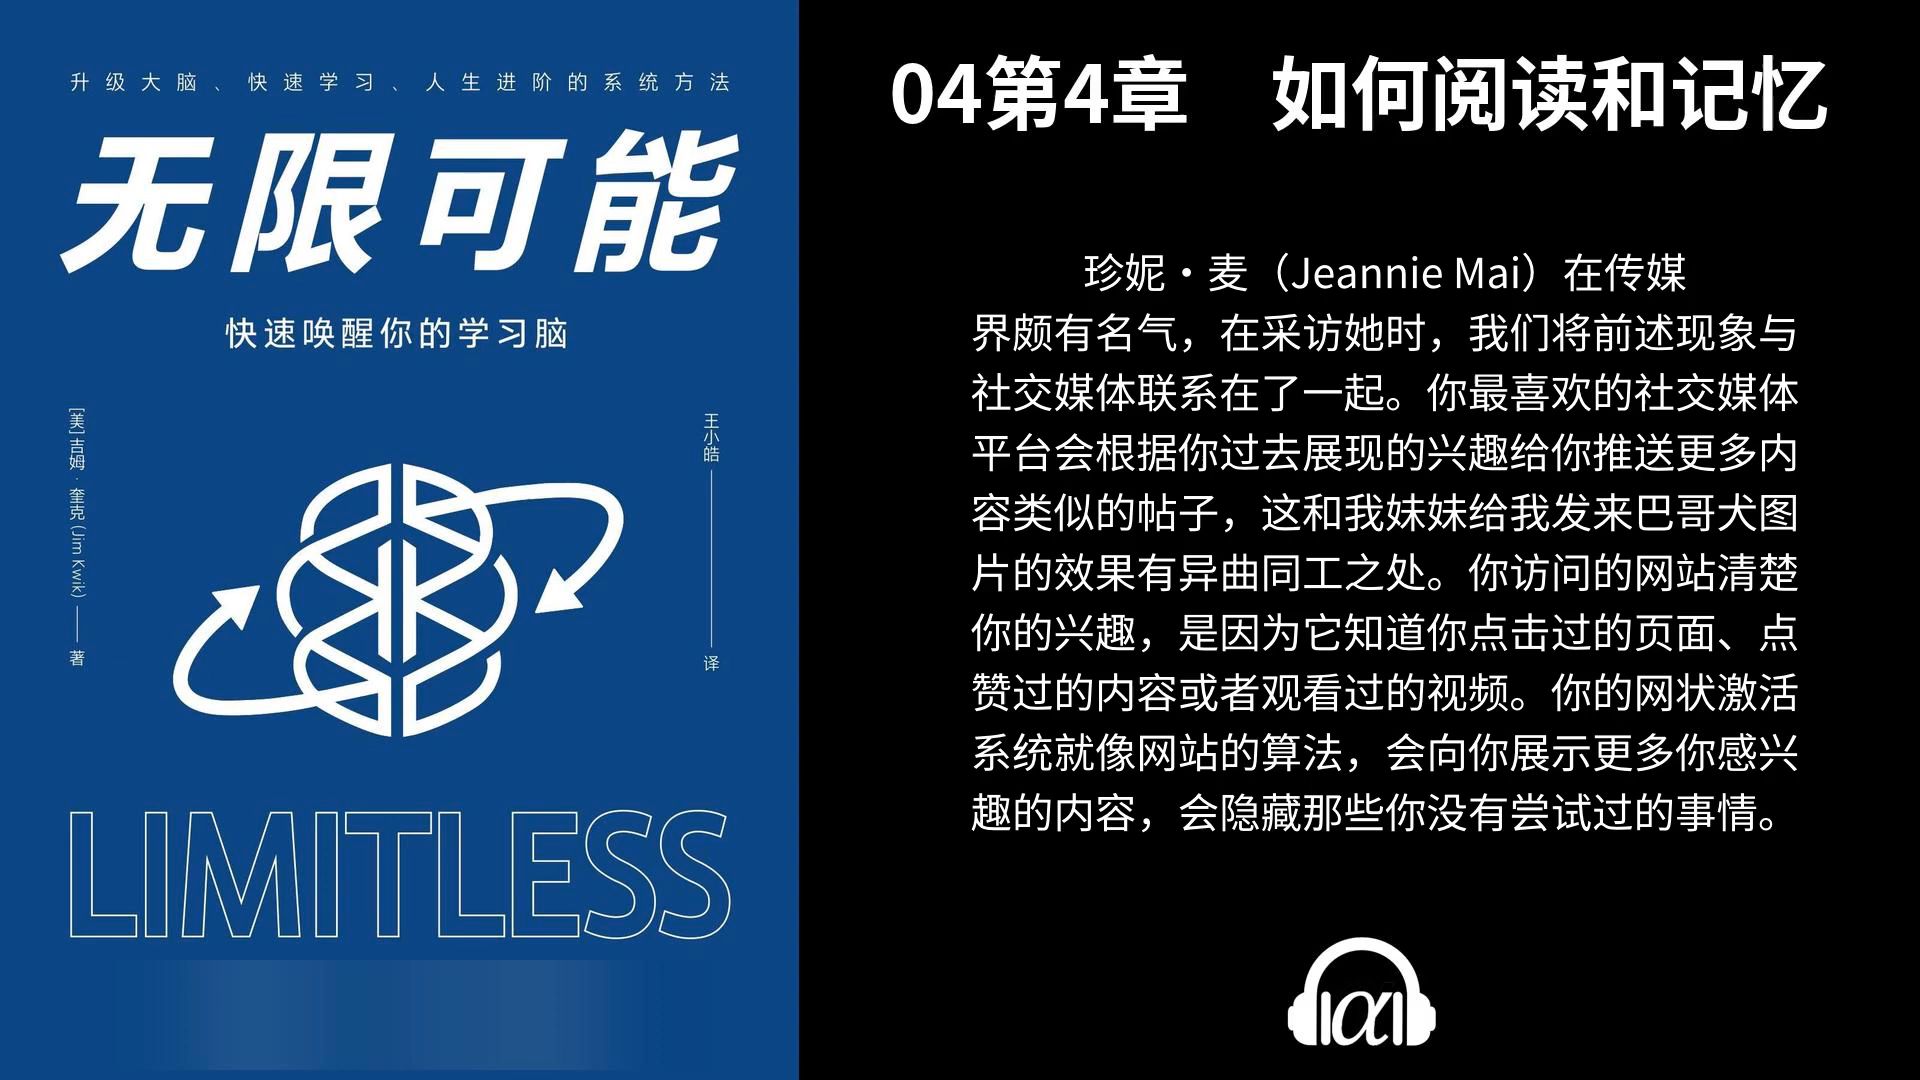 升级大脑、快速学习、人生进阶的系统方法
无限可能
快速唤醒你的学习脑
[美]吉姆·奎克(Jim Kwik)——著
王小皓——译
LIMITLESS
04第4章 如何阅读和记忆
珍妮·麦（Jeannie Mai）在传媒
界颇有名气，在采访她时，我们将前述现象与
社交媒体联系在了一起。你最喜欢的社交媒体
平台会根据你过去展现的兴趣给你推送更多内
容类似的帖子，这和我妹妹给我发来巴哥犬图
片的效果有异曲同工之处。你访问的网站清楚
你的兴趣，是因为它知道你点击过的页面、点
赞过的内容或者观看过的视频。你的网状激活
系统就像网站的算法，会向你展示更多你感兴
趣的内容，会隐藏那些你没有尝试过的事情。
α